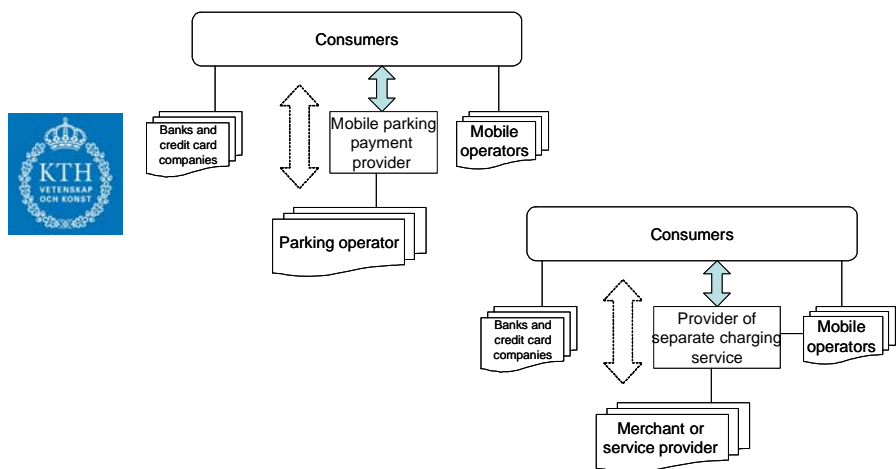 Consumers
Banks and
credit card
companies
Mobile parking
payment
provider
Mobile
operators
KTH
VETENSKAP
OCH KONST
Parking operator
Consumers
Banks and
credit card
companies
Provider of
separate charging
service
Mobile
operators
Merchant or
service provider